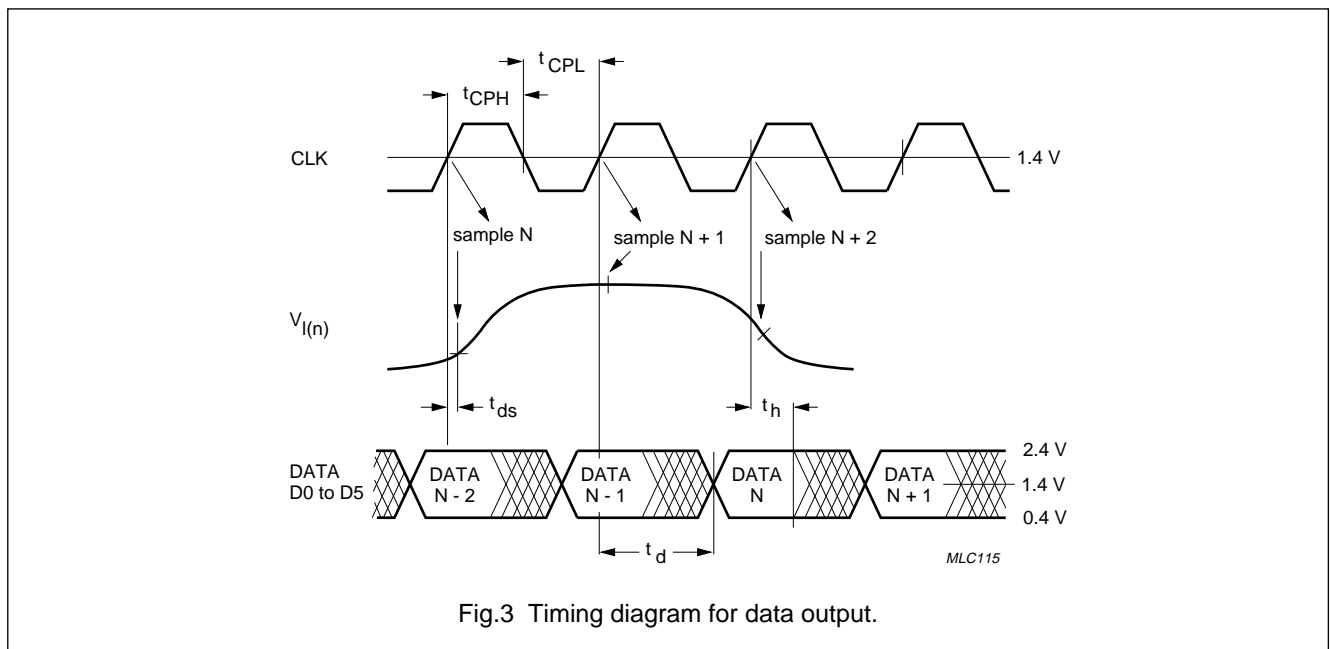 t CPL
t CPH
CLK
1.4 V
sample N
sample N + 1
sample N + 2
V I(n)
t ds
t h
DATA
D0 to D5
DATA
N - 2
DATA
N - 1
DATA
N
DATA
N + 1
2.4 V
1.4 V
0.4 V
t d
MLC115
Fig.3 Timing diagram for data output.